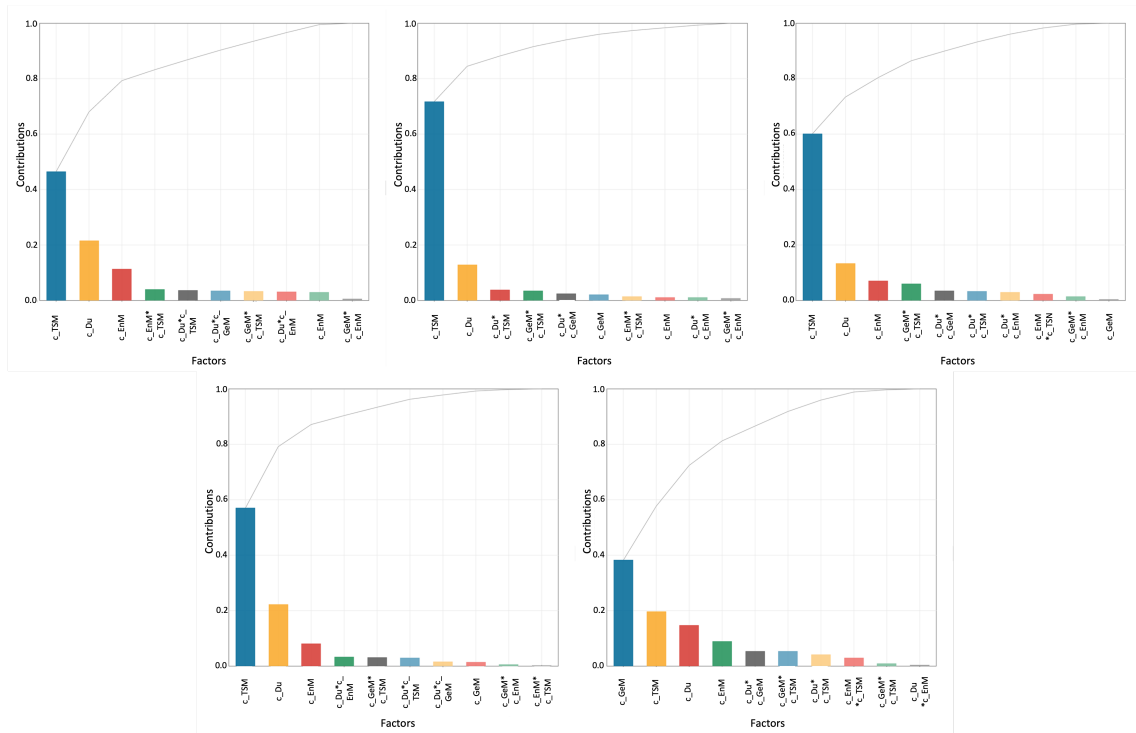 1.0
0.8
0.6
0.4
0.2
0.0
Contributions
c_TSM
c_Du
c_EnM
c_EnM*
c_TSM
c_Du*c_
TSM
c_Du*c_
GeM
c_GeM*
c_TSM
c_Du*c_
EnM
c_EnM
c_GeM*
c_EnM
Factors
1.0
0.8
0.6
0.4
0.2
0.0
Contributions
c_TSM
c_Du
c_Du*
c_TSM
c_GeM*
c_TSM
c_Du*
c_GeM
c_GeM
c_EnM*
c_TSM
c_EnM
c_Du*
c_EnM
c_GeM*
c_EnM
Factors
1.0
0.8
0.6
0.4
0.2
0.0
Contributions
c_TSM
c_Du
c_EnM
c_GeM*
c_TSM
c_Du*
c_GeM
c_Du*
c_TSM
c_Du*
c_EnM
c_EnM
*c_TSN
c_GeM*
c_EnM
c_GeM
Factors
1.0
0.8
0.6
0.4
0.2
0.0
Contributions
c_TSM
c_Du
c_EnM
c_Du*c_
EnM
c_GeM*
c_TSM
c_Du*c_
TSM
c_Du*c_
GeM
c_GeM
c_GeM*
c_EnM
c_EnM*
c_TSM
Factors
1.0
0.8
0.6
0.4
0.2
0.0
Contributions
c_GeM
c_TSM
c_Du
c_EnM
c_Du*
c_GeM
c_GeM*
c_TSM
c_Du*
c_TSM
c_EnM
*c_TSM
c_GeM*
c_TSM
c_Du
*c_EnM
Factors